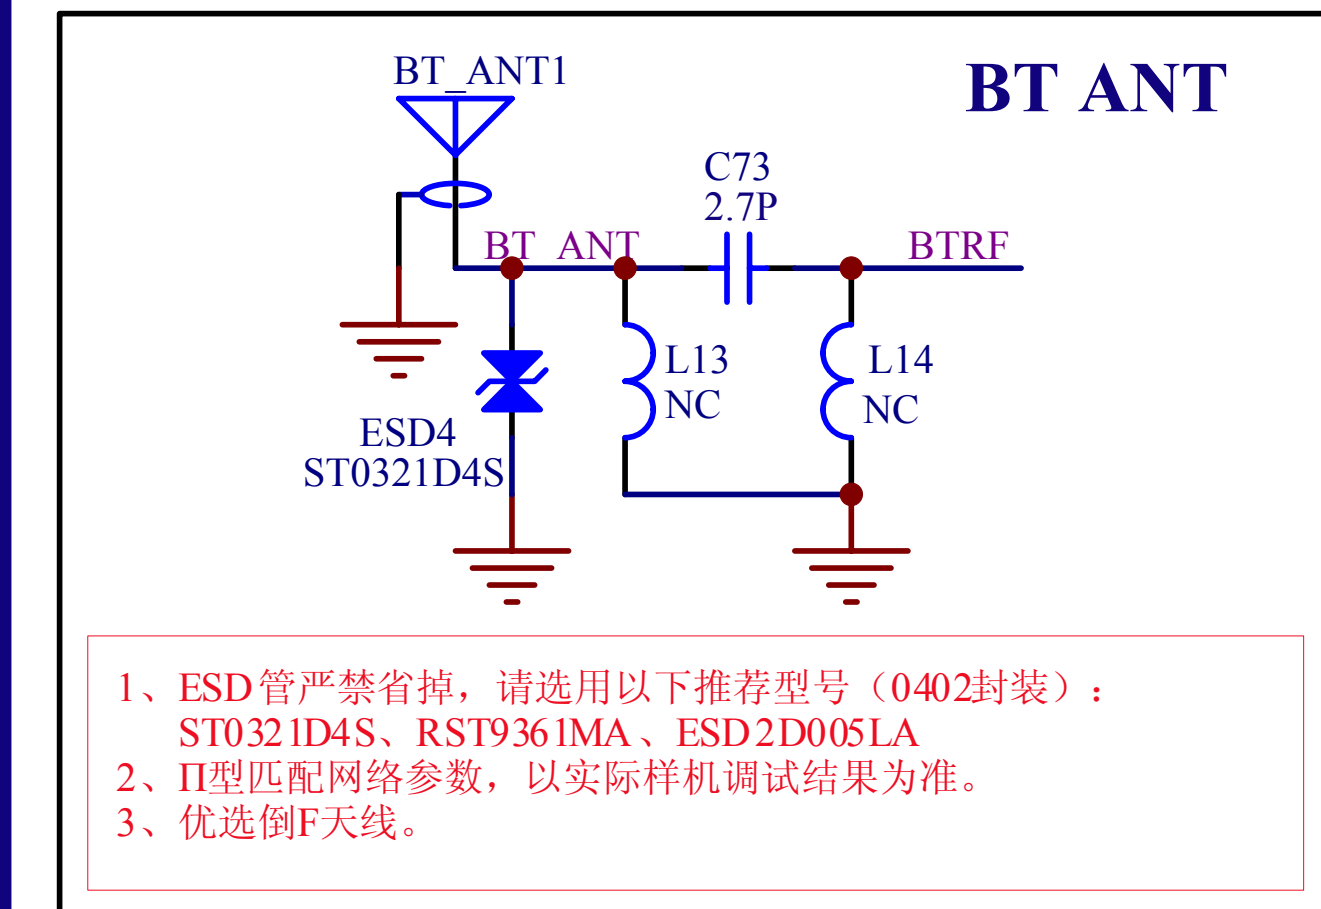 BT_ANT1
BT ANT
C73
2.7P
BT_ANT
BTRF
L13
NC
L14
NC
ESD4
ST0321D4S
1、ESD管严禁省掉，请选用以下推荐型号（0402封装）：
ST0321D4S、RST9361MA、ESD2D005LA
2、Π型匹配网络参数，以实际样机调试结果为准。
3、优选倒F天线。